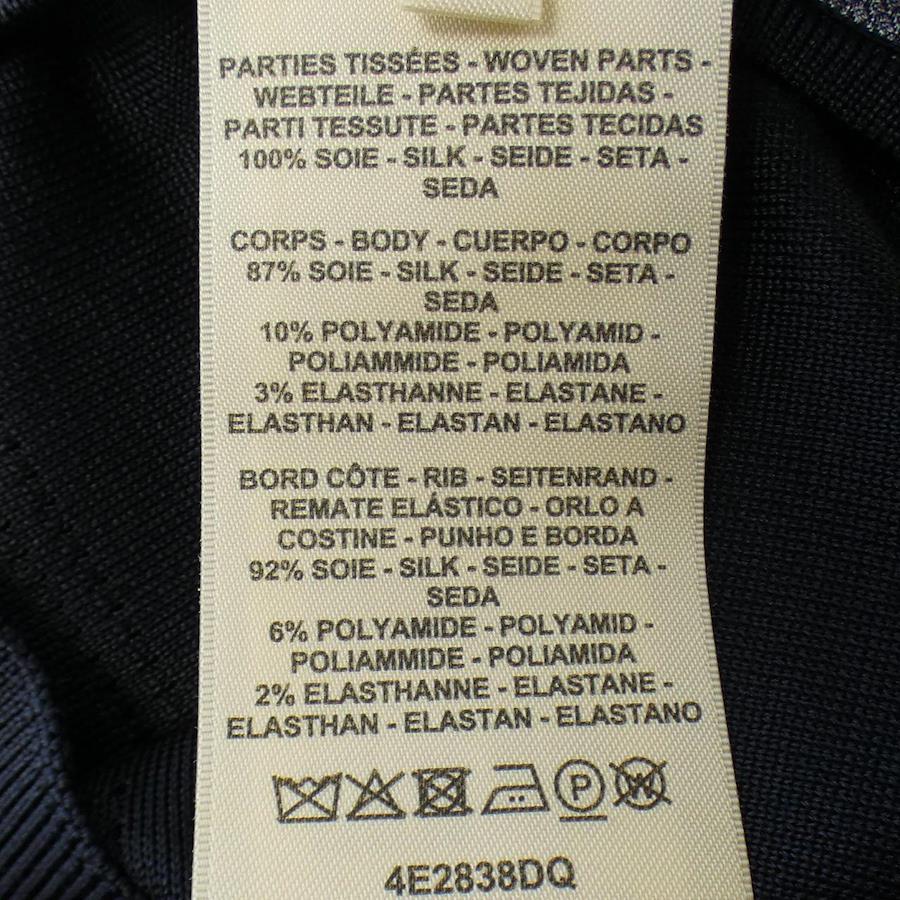 PARTIES TISSÉES - WOVEN PARTS -
WEBTEILE - PARTES TEJIDAS -
PARTI TESSUTE - PARTES TECIDAS
100% SOIE - SILK - SEIDE - SETA -
SEDA
CORPS - BODY - CUERPO - CORPO
87% SOIE - SILK - SEIDE - SETA -
SEDA
10% POLYAMIDE - POLYAMID -
POLIAMMIDE - POLIAMIDA
3% ELASTHANNE - ELASTANE -
ELASTHAN - ELASTAN - ELASTANO
BORD CÔTE - RIB - SEITENRAND -
REMATE ELÁSTICO - ORLO A
COSTINE - PUNHO E BORDA
92% SOIE - SILK - SEIDE - SETA -
SEDA
6% POLYAMIDE - POLYAMID -
POLIAMMIDE - POLIAMIDA
2% ELASTHANNE - ELASTANE -
ELASTHAN - ELASTAN - ELASTANO
P W
4E2838DQ